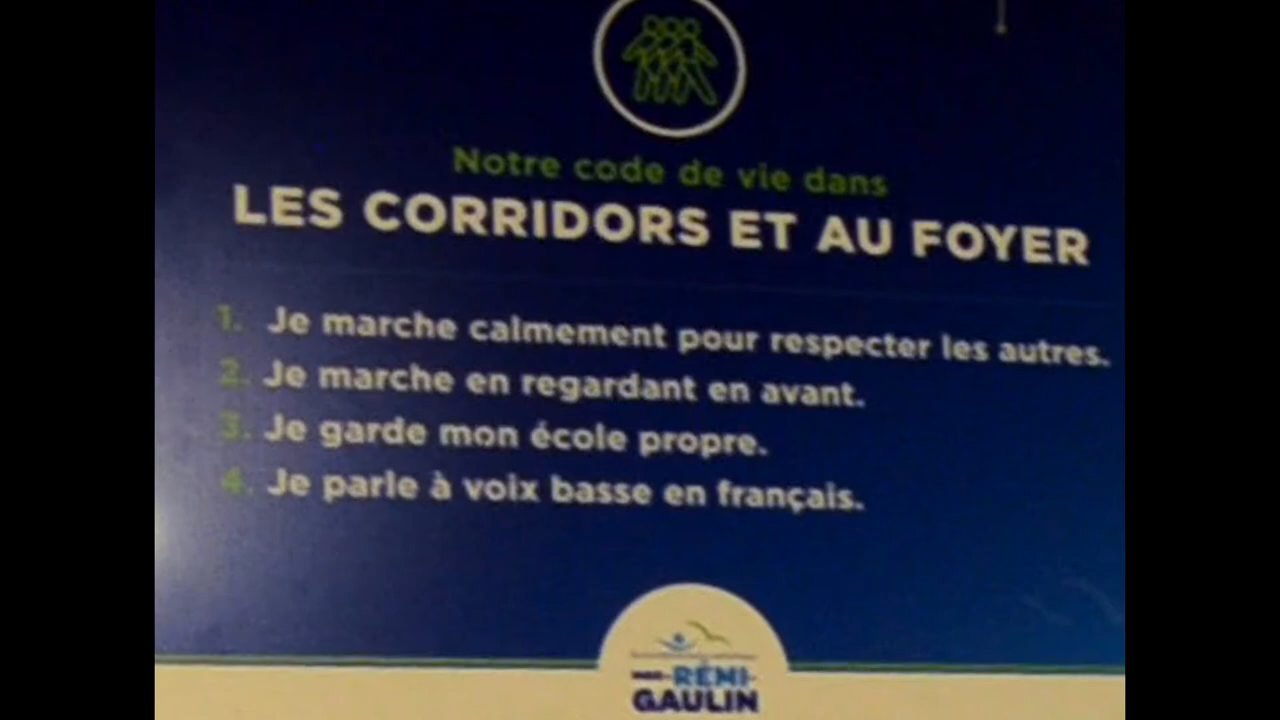 Notre code de vie dans
LES CORRIDORS ET AU FOYER
1. Je marche calmement pour respecter les autres.
2. Je marche en regardant en avant.
3. Je garde mon école propre.
4. Je parle à voix basse en français.
RÉMI-
GAULIN